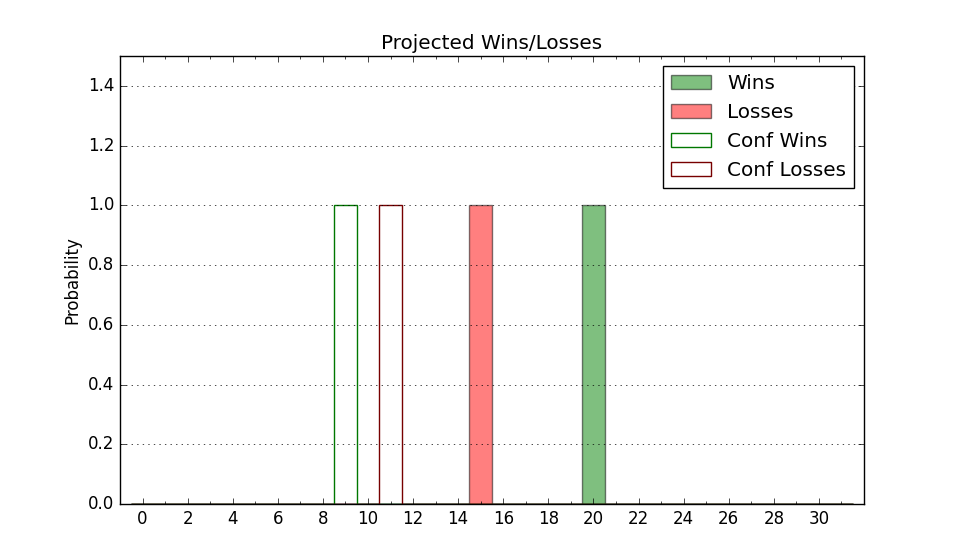 Projected Wins/Losses
Wins
Losses
Conf Wins
Conf Losses
Probability
1.4
1.2
1.0
0.8
0.6
0.4
0.2
0.0
0 2 4 6 8 10 12 14 16 18 20 22 24 26 28 30